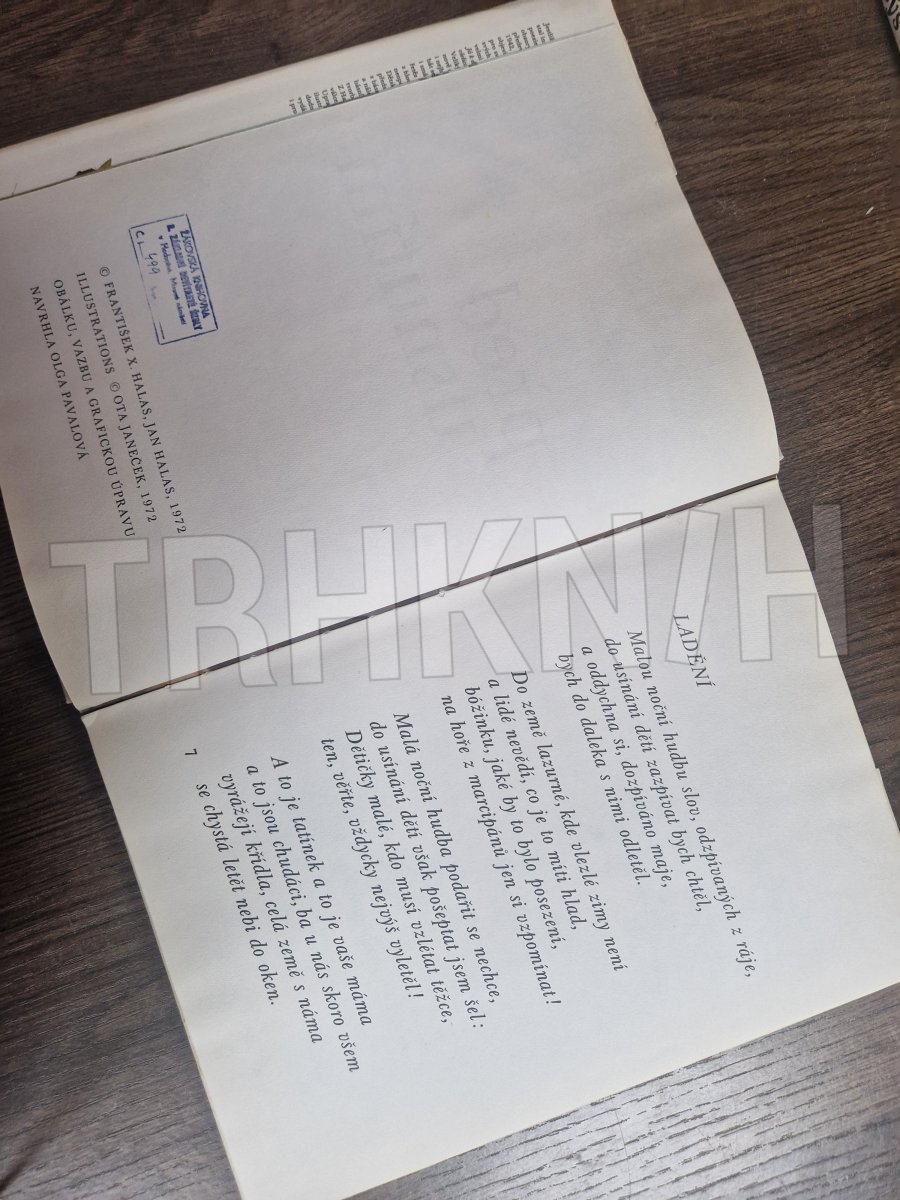 ŽÁKOVSKÁ KNIHOVNA
ZÁKLADNÍ DEVÍTILETÉ ŠKOLY
© FRANTIŠEK X. HALAS, JAN HALAS, 1972
ILLUSTRATIONS © OTA JANEČEK, 1972
OBÁLKU, VAZBU A GRAFICKOU ÚPRAVU
NAVRHLA OLGA PAVALOVÁ
LADĚNÍ
Malou noční hudbu slov, odzpívaných z ráje,
do usínání dětí zazpívat bych chtěl,
a oddychna si, dozpíváno maje,
bych do daleka s nimi odletěl.
Do země lazurné, kde vlezlé zimy není
a lidé nevědí, co je to míti hlad,
bóžínku, jaké by to bylo posezení,
na hoře z marcipánů jen si vzpomínat!
Malá noční hudba podařit se nechce,
do usínání dětí však pošeptat jsem šel:
Dětičky malé, kdo musí vzlétat těžce,
ten, věřte, vždycky nejvýš vyletěl!
A to je tatínek a to je vaše máma
a to jsou chudáci, ba u nás skoro všem
vyrážejí křídla, celá země s náma
se chystá letět nebi do oken.
7
TRHKNIH